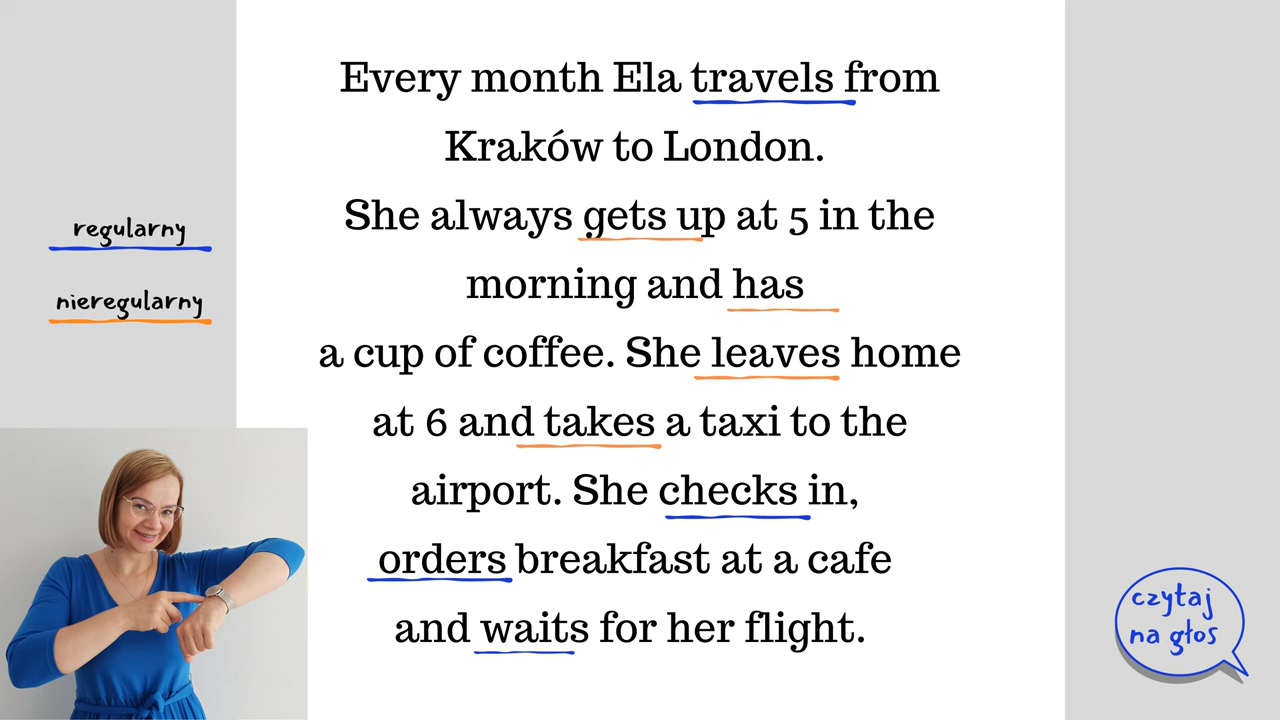 Every month Ela travels from
Kraków to London.
She always gets up at 5 in the
morning and has
a cup of coffee. She leaves home
at 6 and takes a taxi to the
airport. She checks in,
orders breakfast at a cafe
and waits for her flight.
regularny
nieregularny
czytaj
na głos